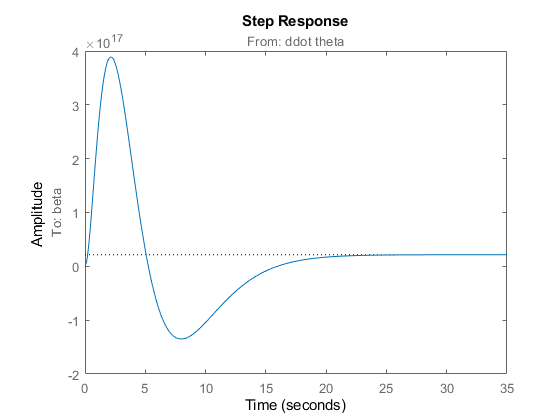 Step Response
From: ddot theta
×10^17
4
3
2
1
0
-1
-2
Amplitude
To: beta
0 5 10 15 20 25 30 35
Time (seconds)